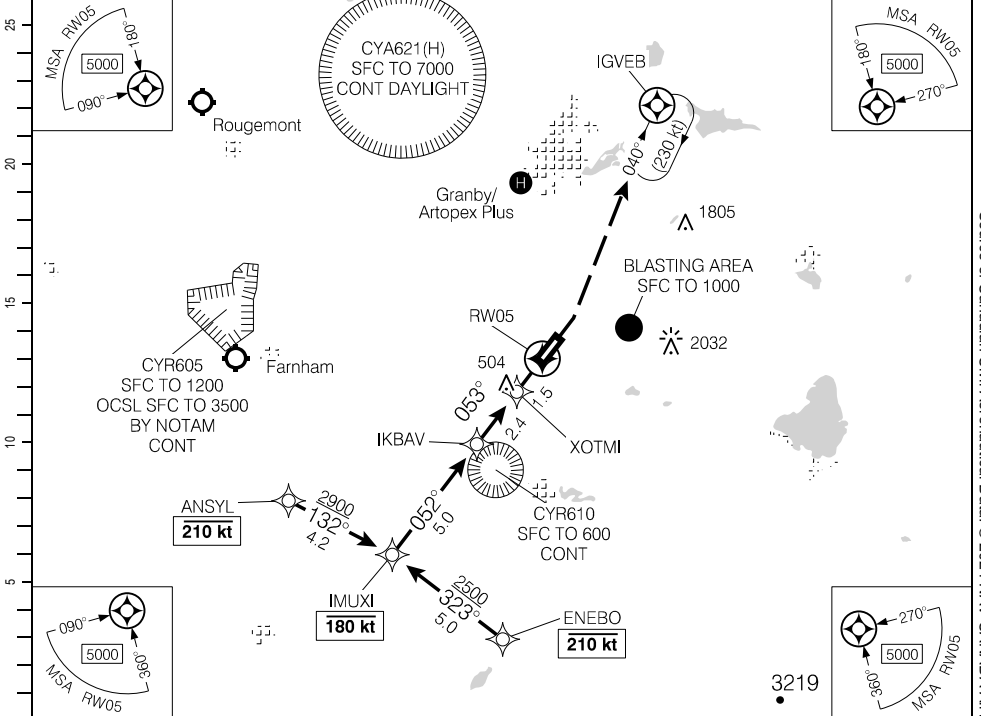 25
20
15
10
5
MSA RW05
180°
5000
090°
CYA621(H)
SFC TO 7000
CONT DAYLIGHT
IGVEB
MSA RW05
180°
5000
270°
Rougemont
040°
(230 kt)
H
Granby/
Artopex Plus
1805
BLASTING AREA
SFC TO 1000
RW05
2032
504
Farnham
CYR605
SFC TO 1200
OCSL SFC TO 3500
BY NOTAM
CONT
053°
1.5
2.4
IKBAV
XOTMI
052°
5.0
ANSYL
210 kt
2900
132°
4.2
CYR610
SFC TO 600
CONT
IMUXI
180 kt
2500
323°
5.0
ENEBO
210 kt
090°
5000
360°
MSA RW05
270°
5000
360°
MSA RW05
3219